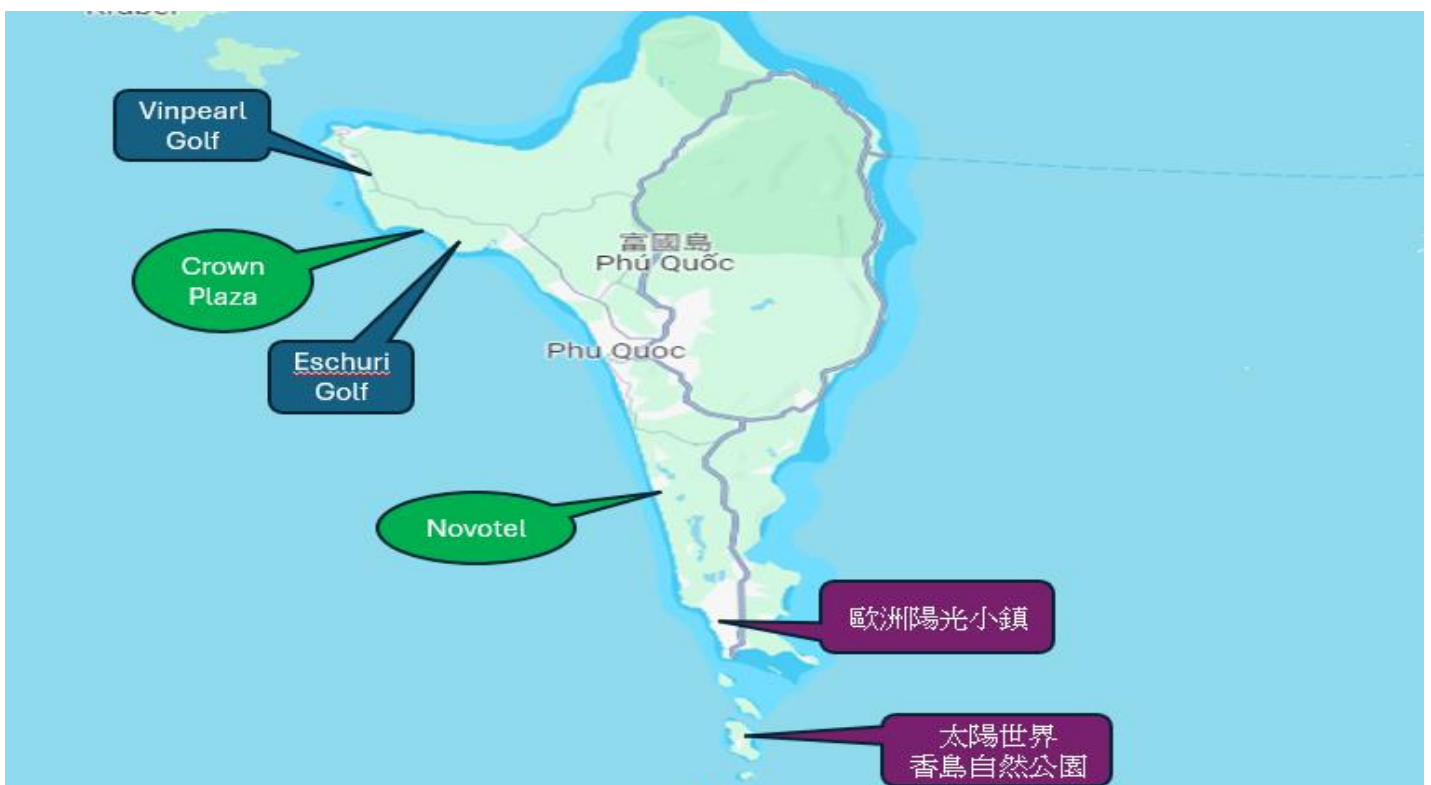 Vinpearl
Golf
Crown
Plaza
Eschuri
Golf
富國島
Phú Quốc
Phu Quoc
Novotel
歐洲陽光小鎮
太陽世界
香島自然公園